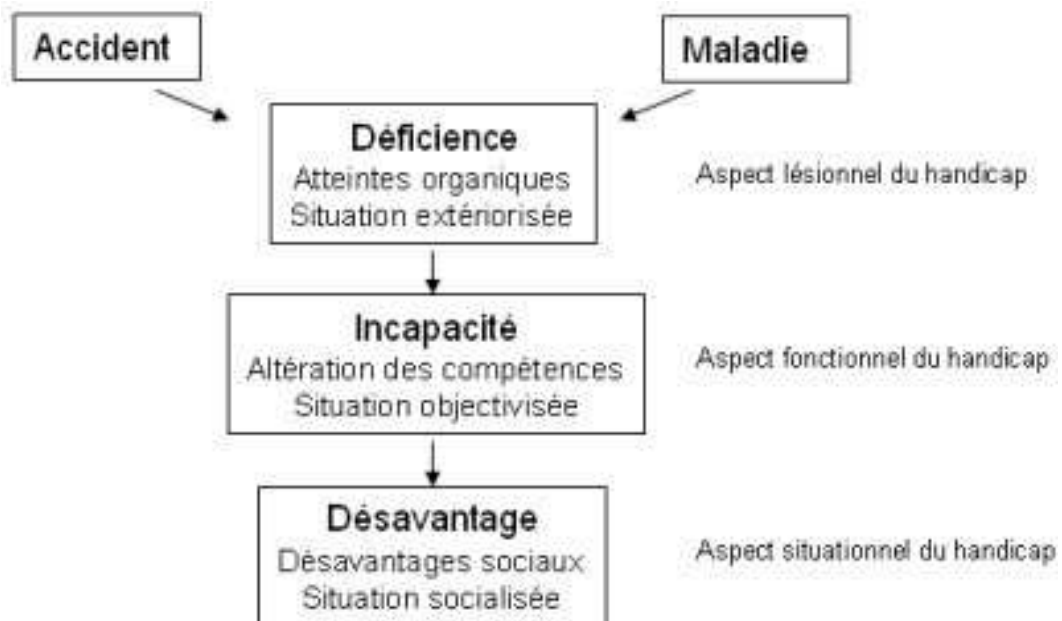 Accident
Maladie
Déficience
Atteintes organiques
Situation extériorisée
Aspect lésionnel du handicap
Incapacité
Altération des compétences
Situation objectivisée
Aspect fonctionnel du handicap
Désavantage
Désavantages sociaux
Situation socialisée
Aspect situationnel du handicap